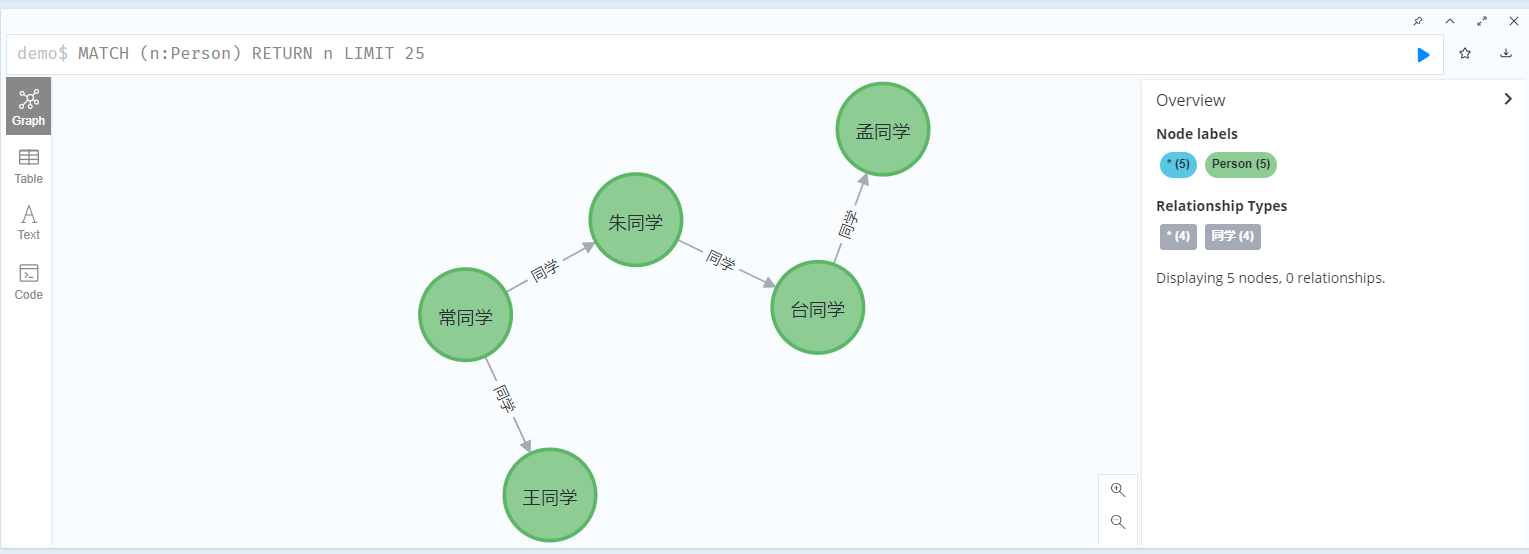 demo$ MATCH (n:Person) RETURN n LIMIT 25
Graph
Table
Text
Code
孟同学
朱同学
同学
同学
同学
常同学
台同学
同学
王同学
Overview
Node labels
* (5) Person (5)
Relationship Types
* (4) 同学 (4)
Displaying 5 nodes, 0 relationships.